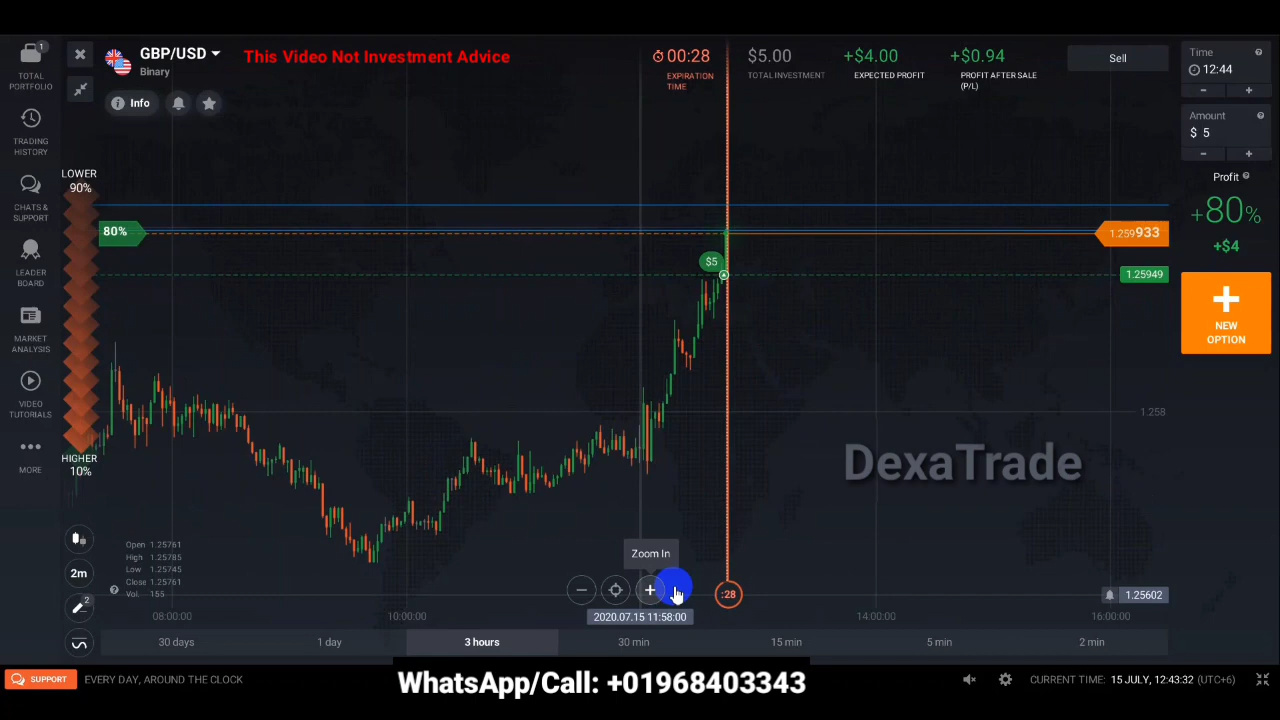 GBP/USD
Binary
This Video Not Investment Advice
00:28
EXPIRATION
TIME
$5.00
TOTAL INVESTMENT
+$4.00
EXPECTED PROFIT
+$0.94
PROFIT AFTER SALE
(P/L)
Sell
Time
12:44
Info
Amount
$ 5
Profit
+80%
+$4
NEW
OPTION
1
TOTAL
PORTFOLIO
TRADING
HISTORY
CHATS &
SUPPORT
LEADER
BOARD
MARKET
ANALYSIS
VIDEO
TUTORIALS
MORE
LOWER
90%
80%
HIGHER
10%
1.259933
$5
1.25949
1.258
DexaTrade
Open 1.25761
High 1.25785
Low 1.25745
Close 1.25761
Vol. 155
2m
2
Zoom In
:28
1.25602
08:00:00
10:00:00
2020.07.15 11:58:00
14:00:00
16:00:00
30 days
1 day
3 hours
30 min
15 min
5 min
2 min
SUPPORT
EVERY DAY, AROUND THE CLOCK
WhatsApp/Call: +01968403343
CURRENT TIME: 15 JULY, 12:43:32 (UTC+6)